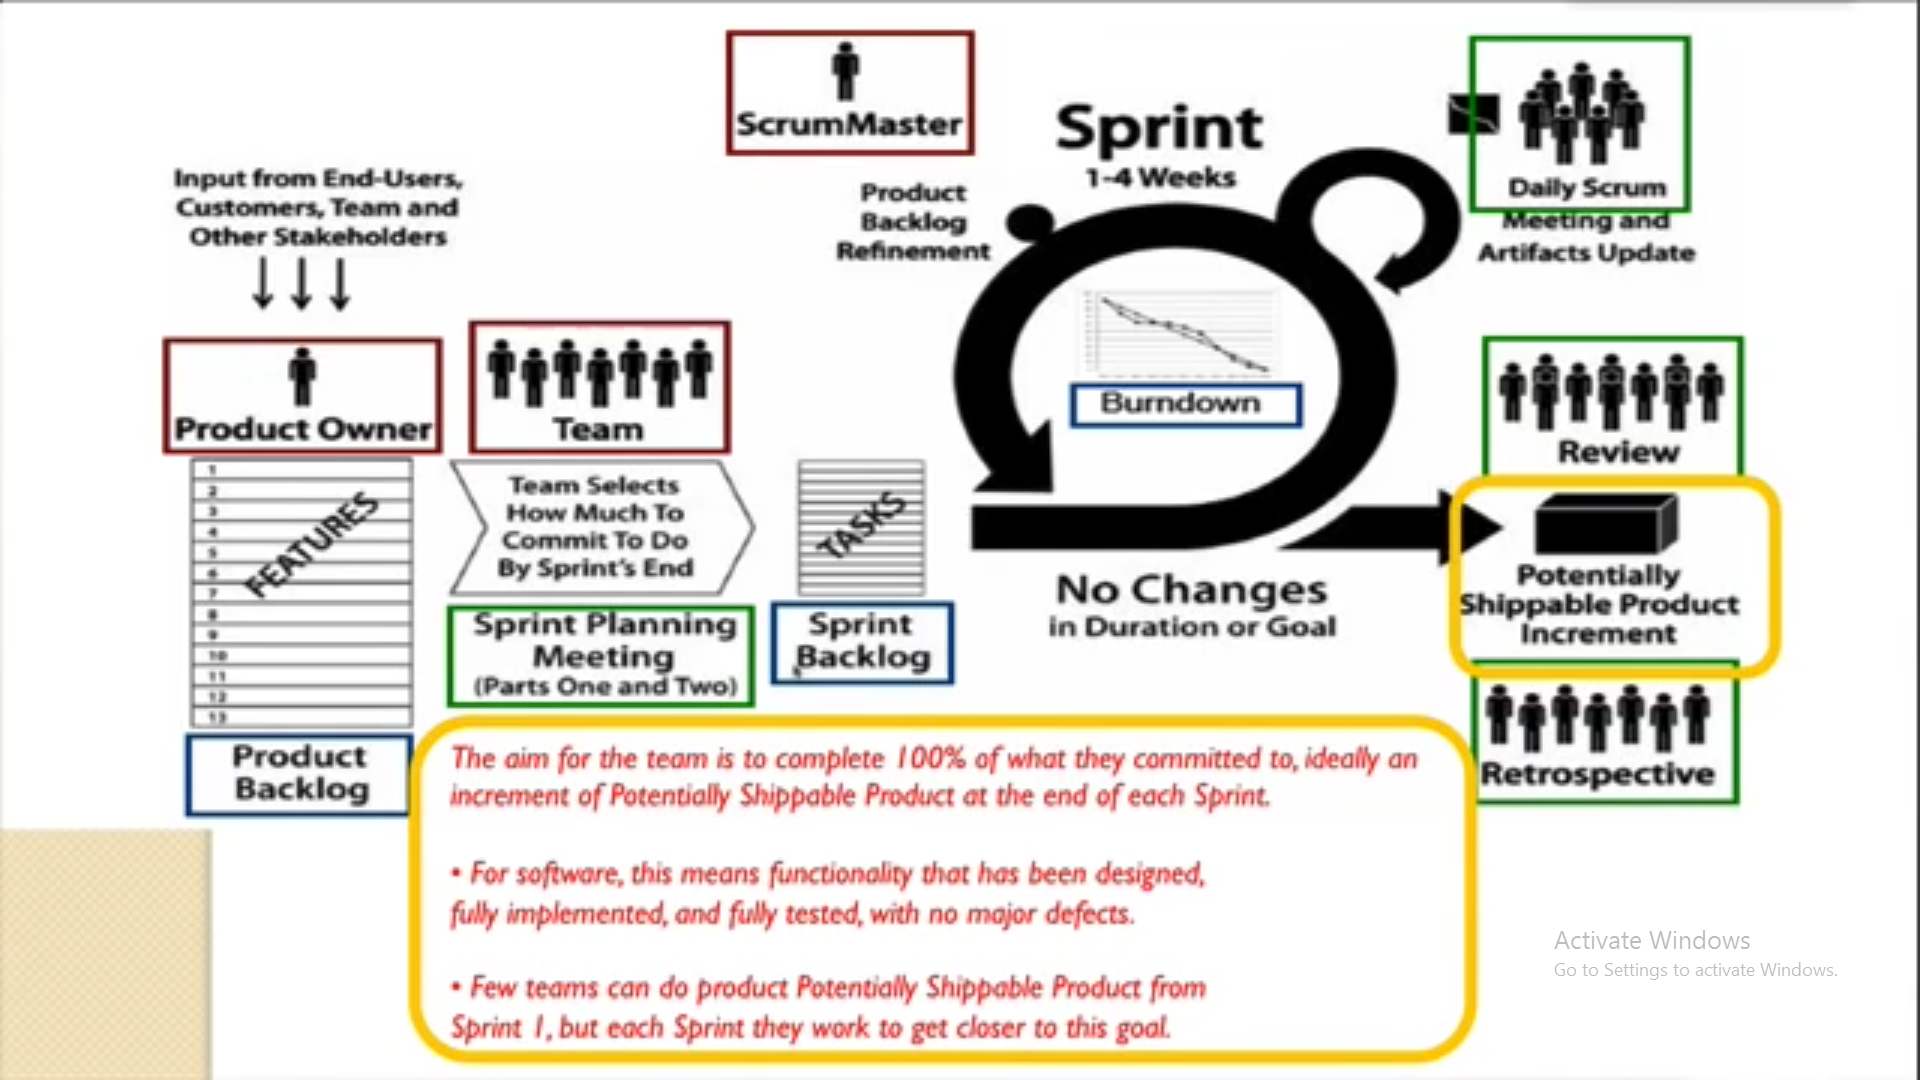 ScrumMaster
Input from End-Users,
Customers, Team and
Other Stakeholders
Product Owner
Team
1
2
3
4
5
6
7
8
9
10
11
12
13
FEATURES
Product
Backlog
Team Selects
How Much To
Commit To Do
By Sprint's End
Sprint Planning
Meeting
(Parts One and Two)
TASKS
Sprint
Backlog
Product
Backlog
Refinement
Sprint
1-4 Weeks
Burndown
No Changes
in Duration or Goal
Daily Scrum
Meeting and
Artifacts Update
Review
Potentially
Shippable Product
Increment
Retrospective
The aim for the team is to complete 100% of what they committed to, ideally an
increment of Potentially Shippable Product at the end of each Sprint.
• For software, this means functionality that has been designed,
fully implemented, and fully tested, with no major defects.
• Few teams can do product Potentially Shippable Product from
Sprint 1, but each Sprint they work to get closer to this goal.
Activate Windows
Go to Settings to activate Windows.